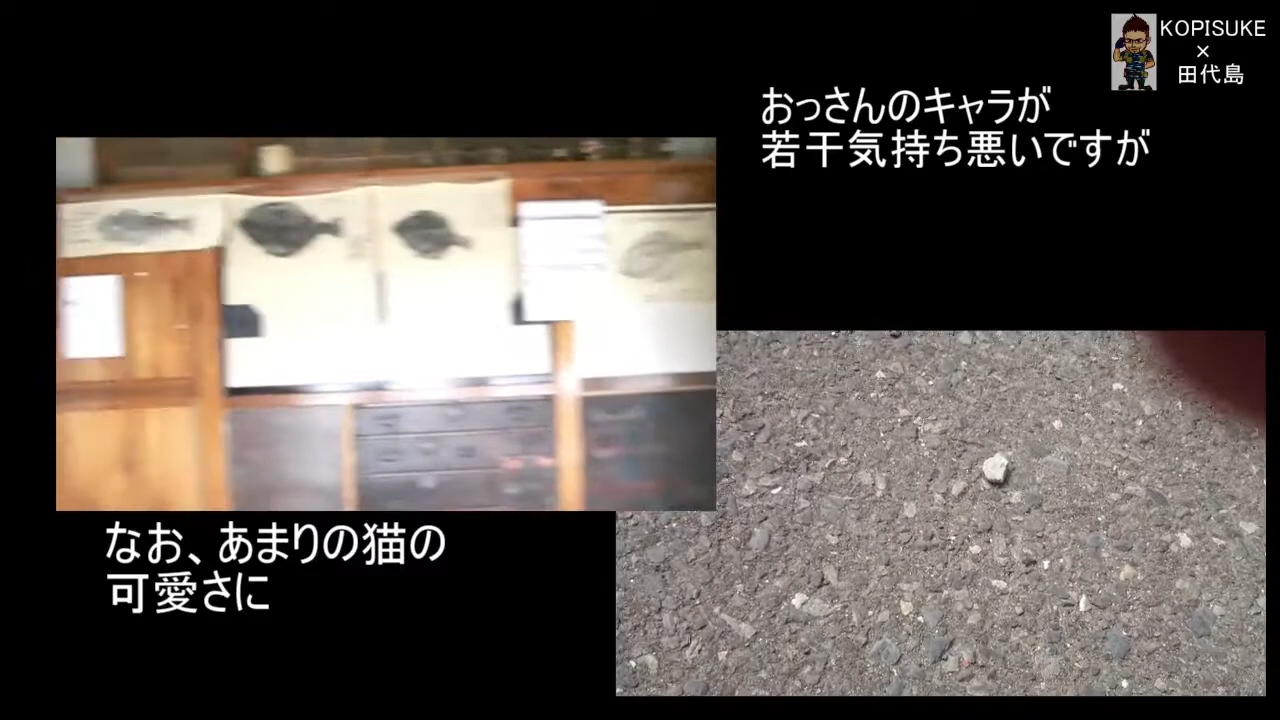 KOPISUKE
×
田代島
おっさんのキャラが
若干気持ち悪いですが
なお、あまりの猫の
可愛さに